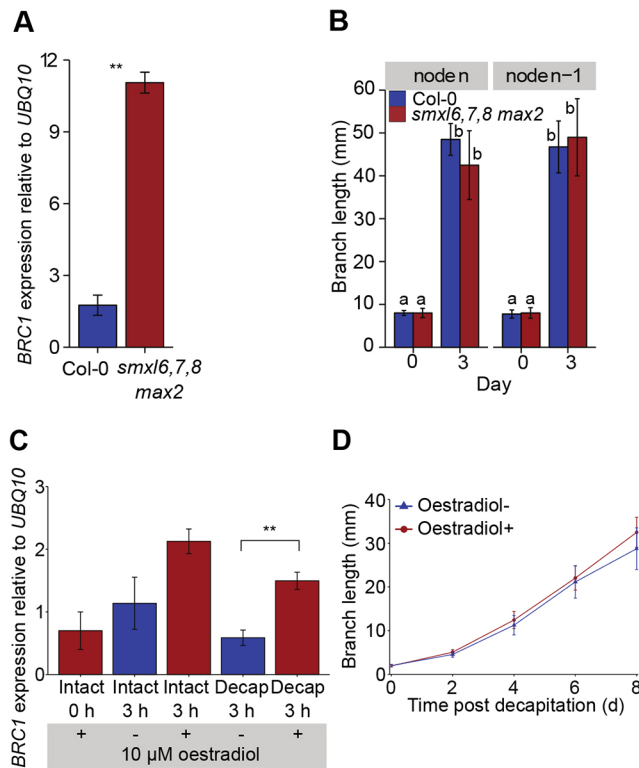 A
BRC1 expression relative to UBQ10
12
9
6
3
0
**
Col-0
smxl6,7,8
max2
B
node n
node n−1
Col-0
smxl6,7,8 max2
Branch length (mm)
60
50
40
30
20
10
0
a a b b a a b b
0 3 0 3
Day
C
BRC1 expression relative to UBQ10
3
2
1
0
**
Intact Intact Intact Decap Decap
0 h 3 h 3 h 3 h 3 h
+ - + - +
10 µM oestradiol
D
Oestradiol-
Oestradiol+
Branch length (mm)
40
30
20
10
0
0 2 4 6 8
Time post decapitation (d)